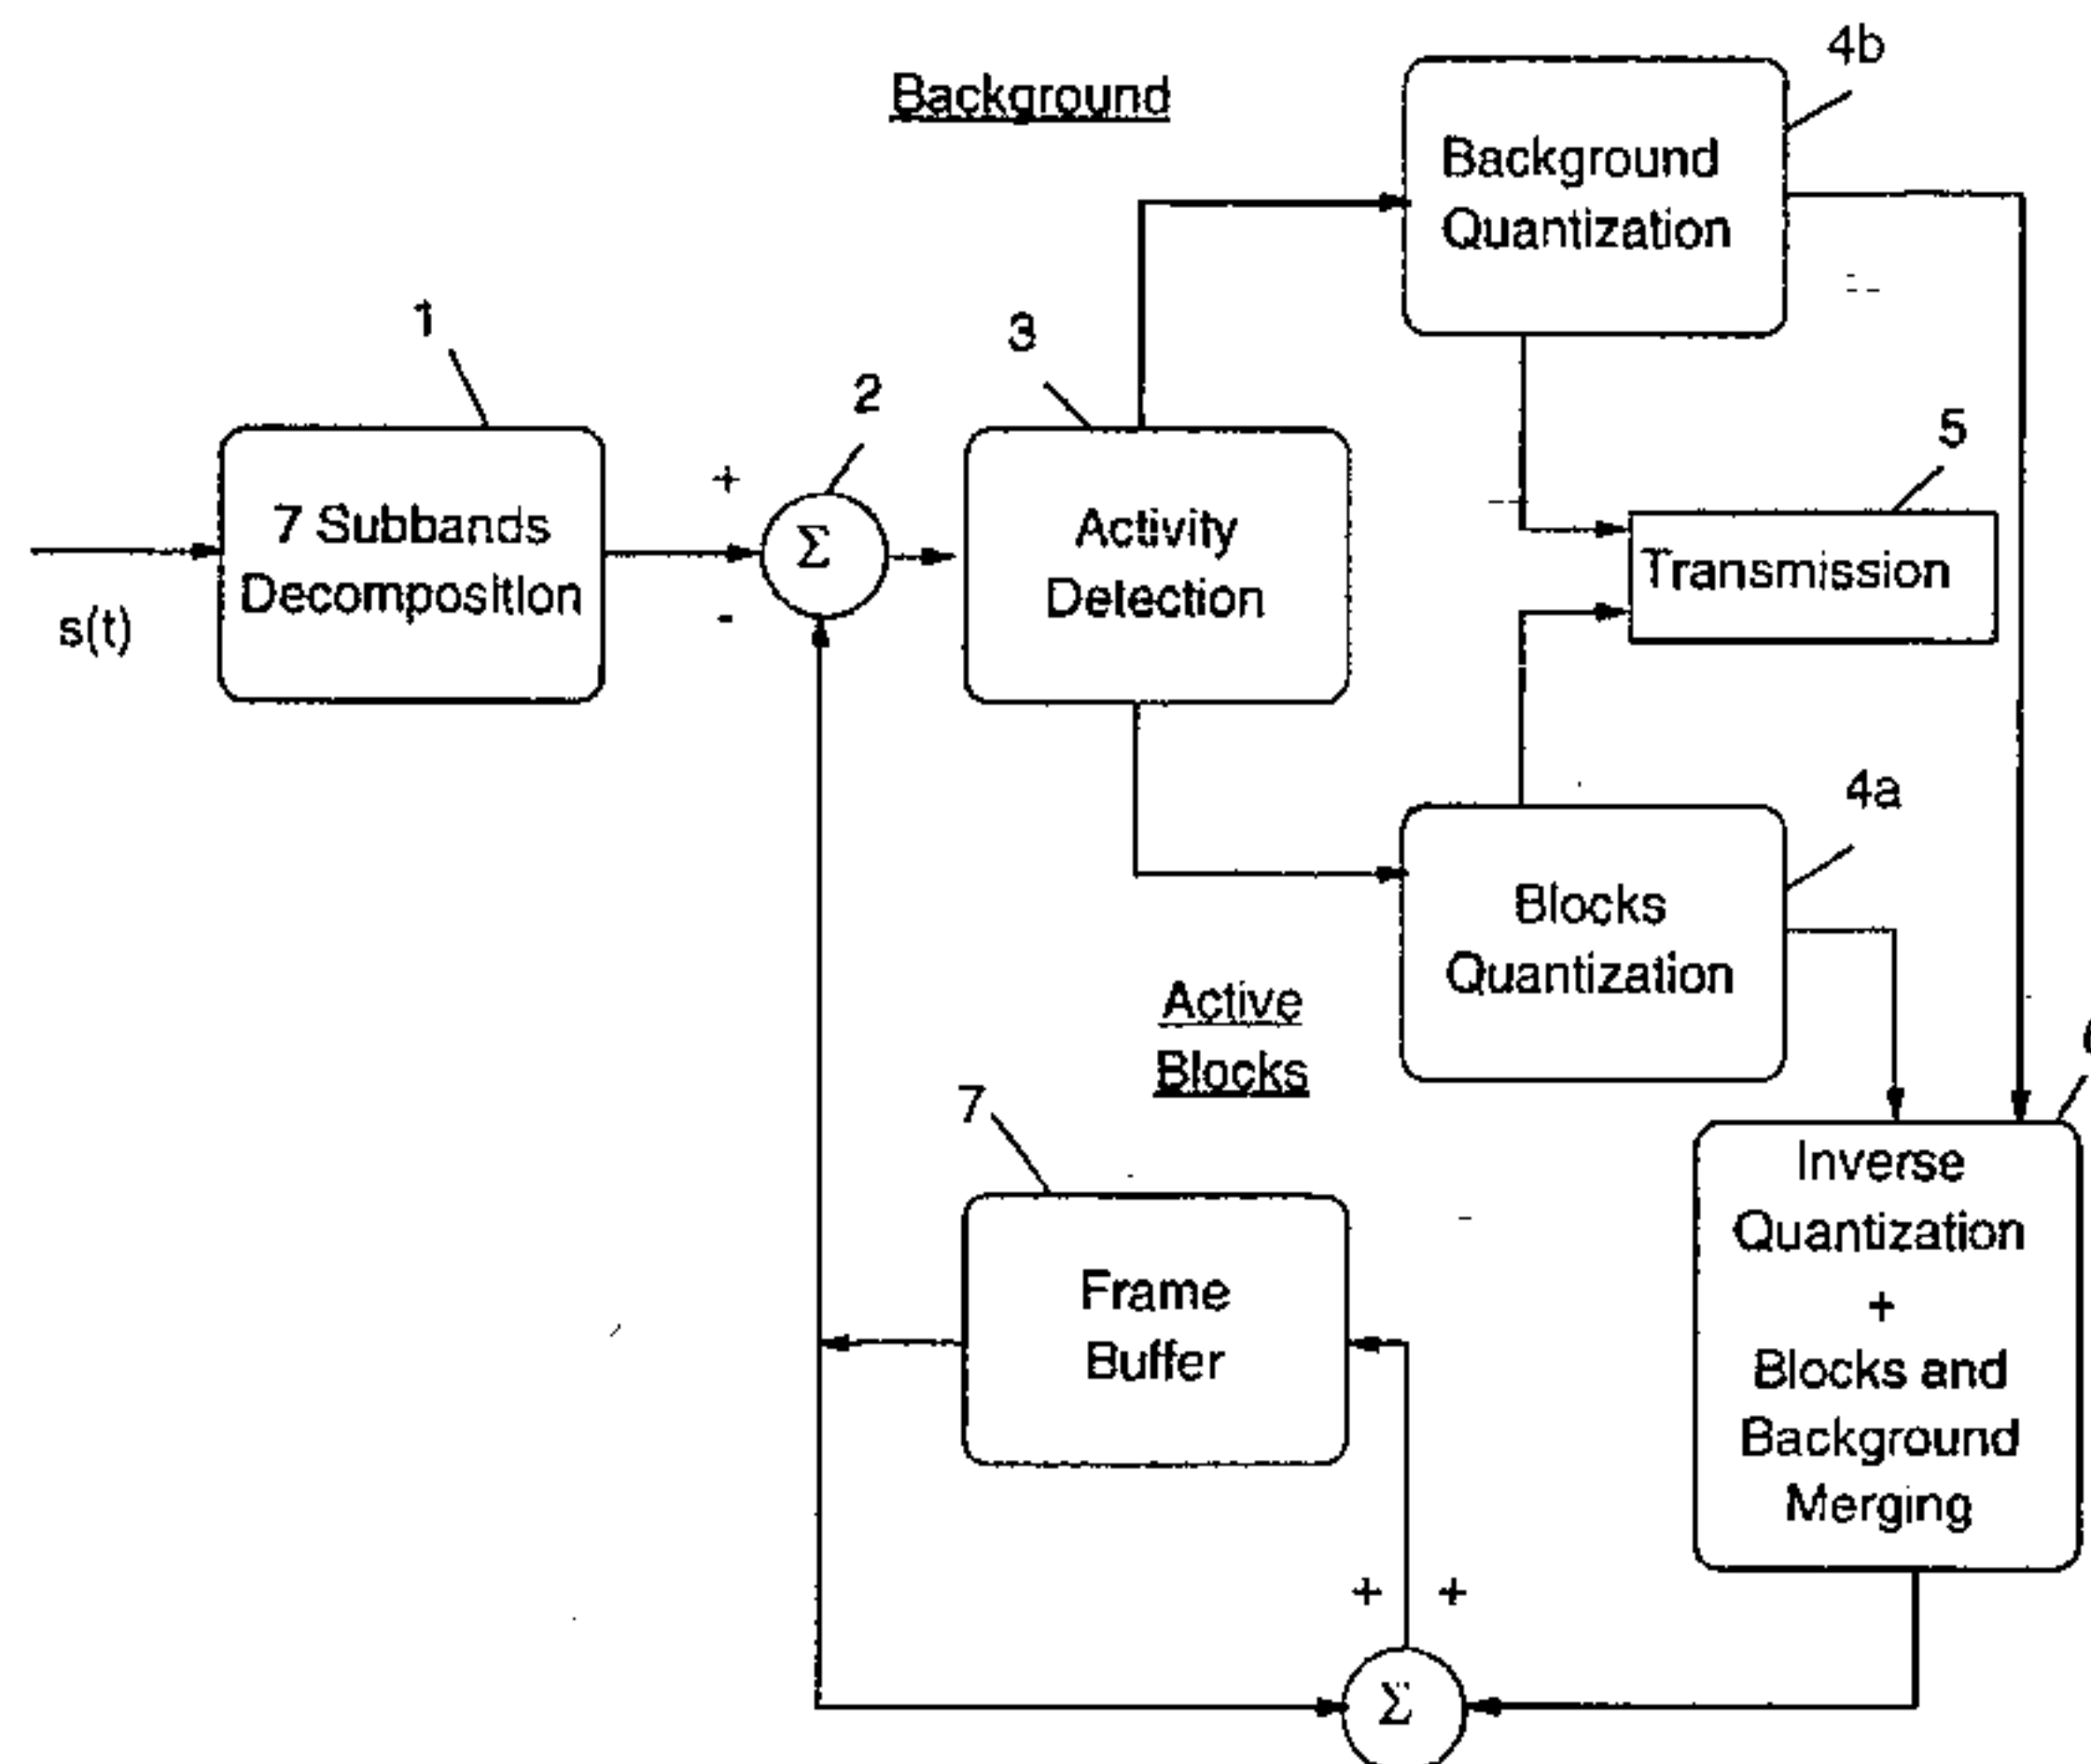 4b
Background
Background
Quantization
1
3
2
5
+
7 Subbands
Decomposition
Σ
Activity
Detection
Transmission
s(t)
-
4a
Blocks
Quantization
Active
Blocks
7
Inverse
Quantization
+
Blocks and
Background
Merging
Frame
Buffer
+ +
Σ